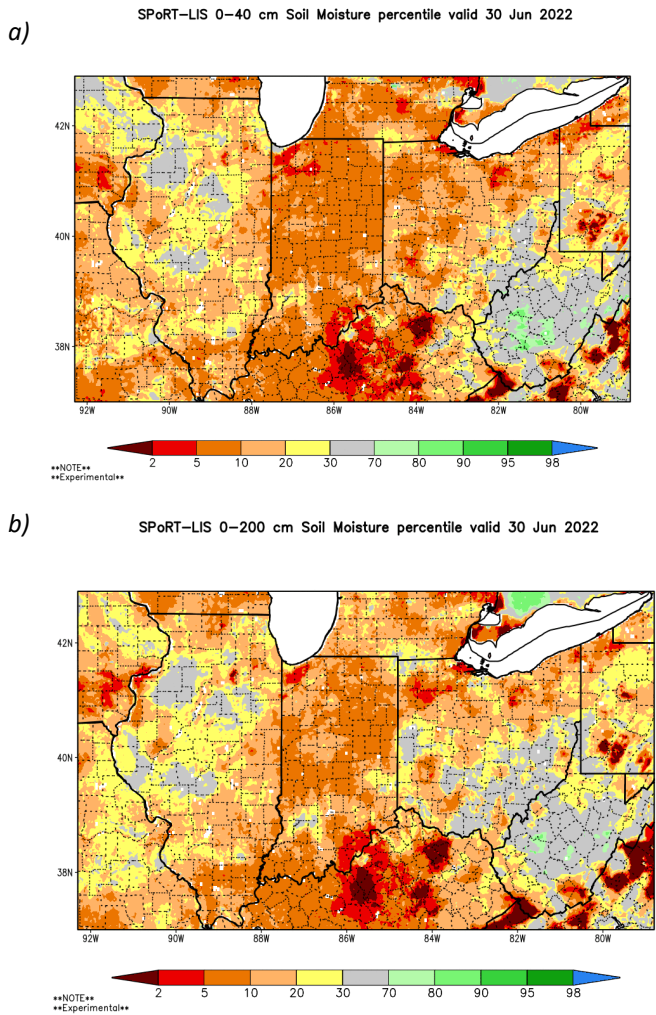 SPoRT-LIS 0-40 cm Soil Moisture percentile valid 30 Jun 2022
a)
42N
40N
38N
92W 90W 88W 86W 84W 82W 80W
2 5 10 20 30 70 80 90 95 98
**NOTE**
**Experimental**
b)
SPoRT-LIS 0-200 cm Soil Moisture percentile valid 30 Jun 2022
42N
40N
38N
92W 90W 88W 86W 84W 82W 80W
2 5 10 20 30 70 80 90 95 98
**NOTE**
**Experimental**